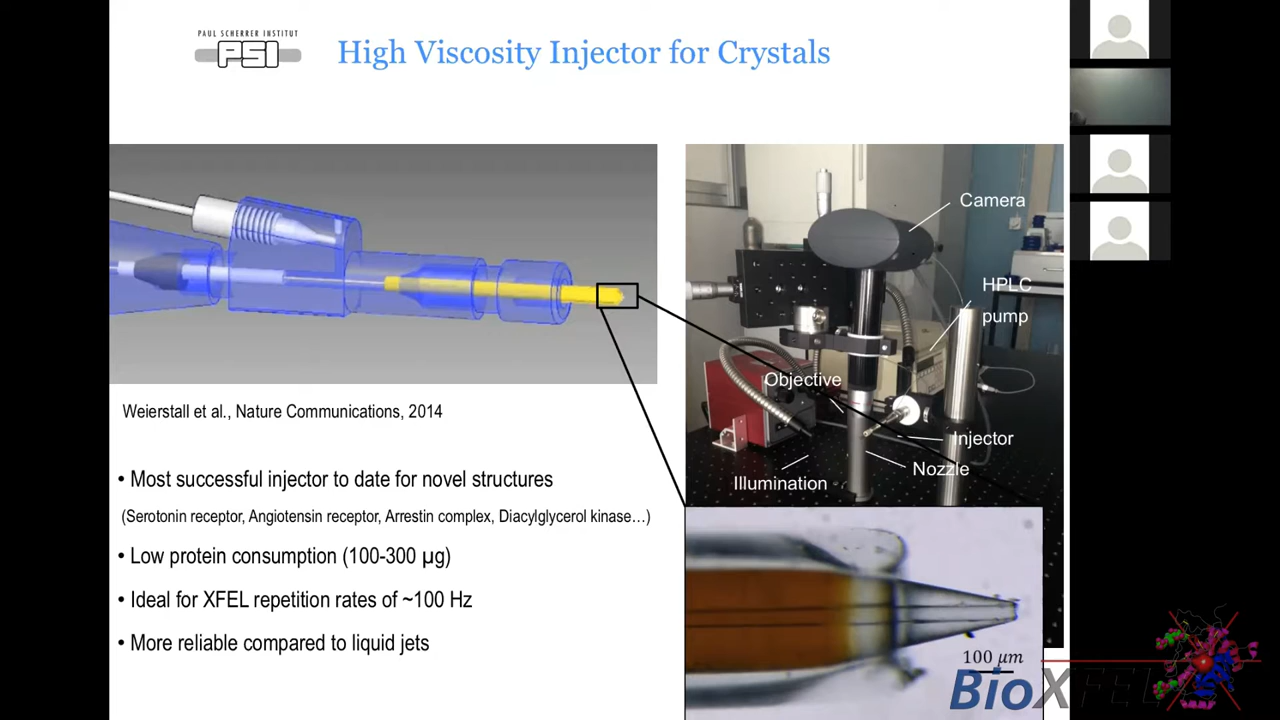 PAUL SCHERRER INSTITUT
PSI
High Viscosity Injector for Crystals
Camera
HPLC
pump
Objective
Injector
Nozzle
Illumination
Weierstall et al., Nature Communications, 2014
• Most successful injector to date for novel structures
(Serotonin receptor, Angiotensin receptor, Arrestin complex, Diacylglycerol kinase…)
• Low protein consumption (100-300 µg)
• Ideal for XFEL repetition rates of ~100 Hz
• More reliable compared to liquid jets
100 µm
BioXFEL